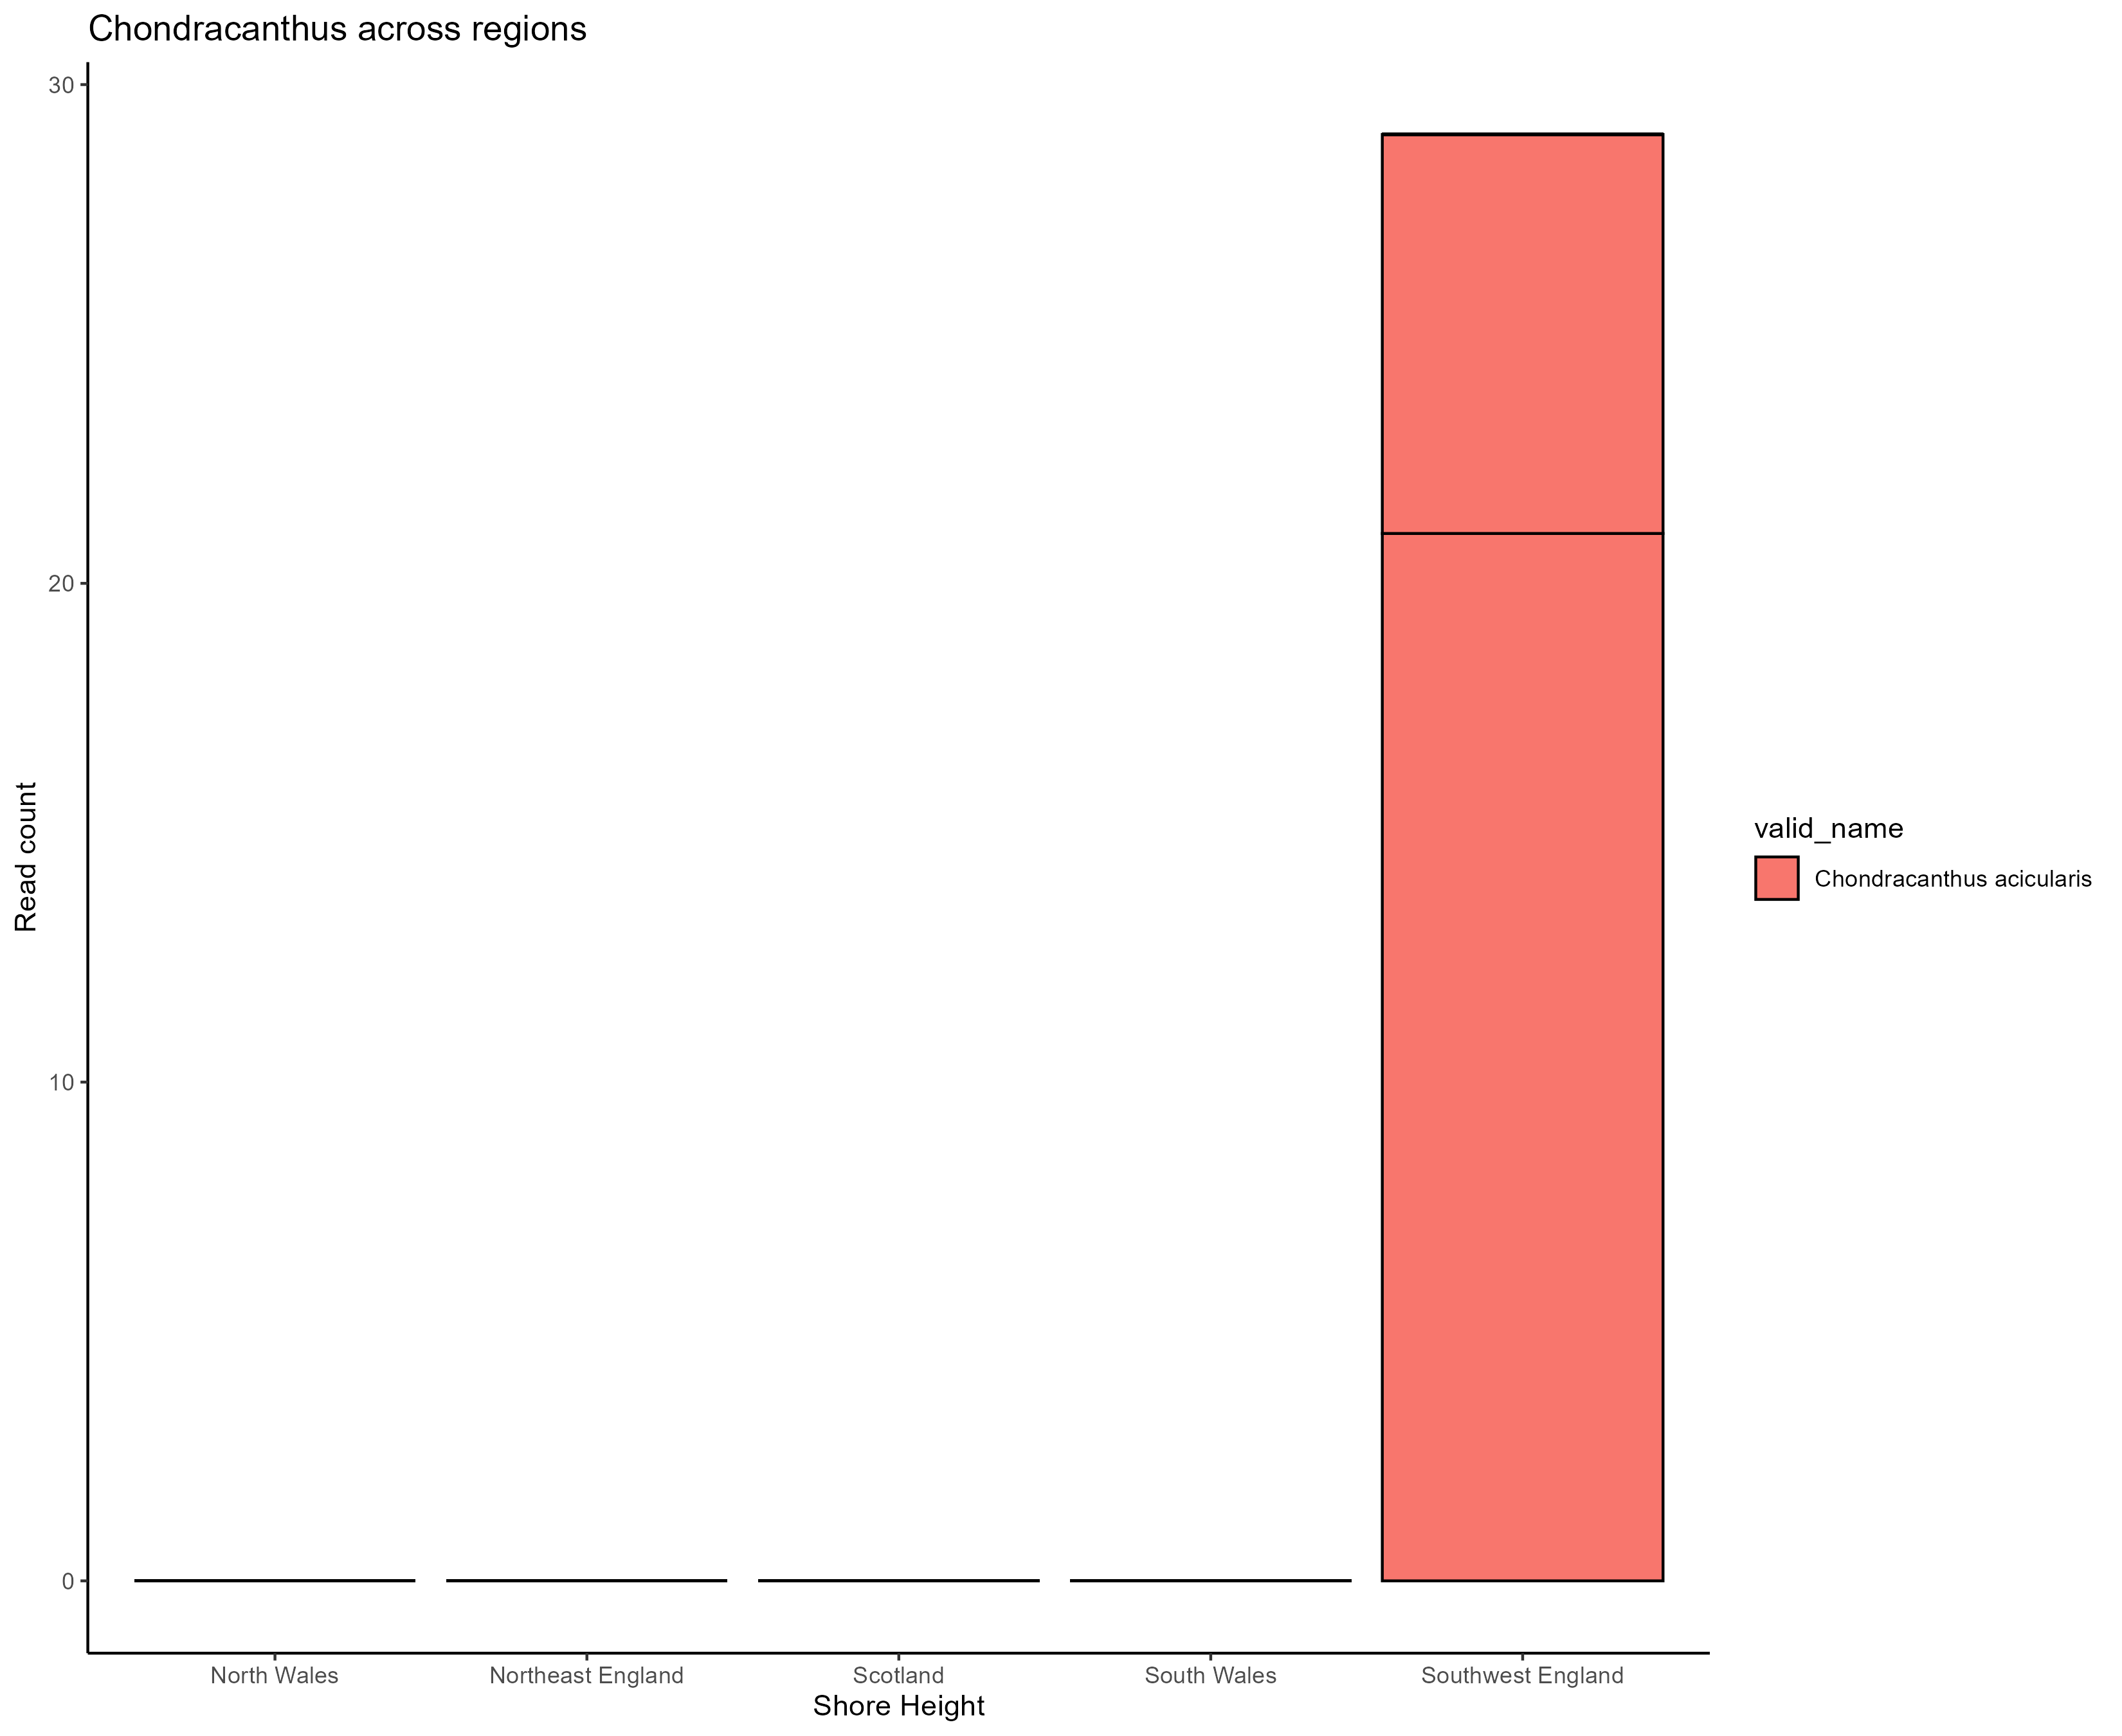 Chondracanthus across regions
30
20
10
0
Read count
North Wales
Northeast England
Scotland
South Wales
Southwest England
Shore Height
valid_name
Chondracanthus acicularis